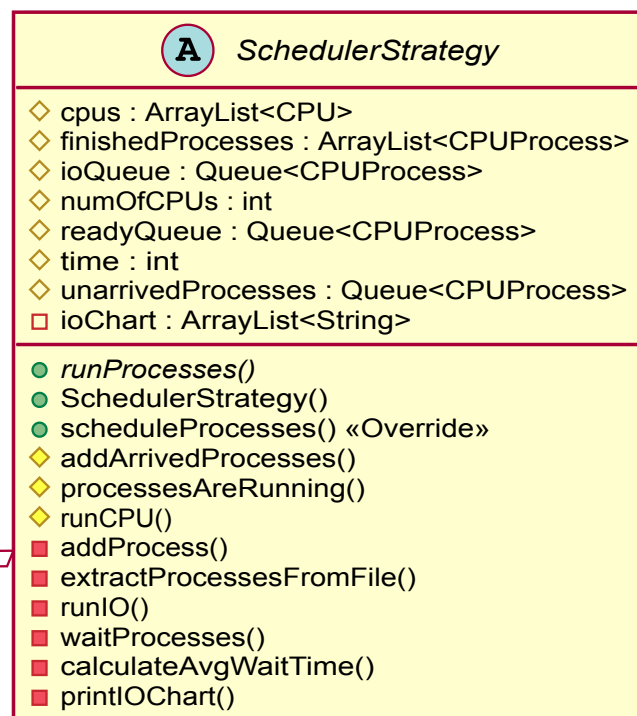 A SchedulerStrategy
cpus : ArrayList<CPU>
finishedProcesses : ArrayList<CPUProcess>
ioQueue : Queue<CPUProcess>
numOfCPUs : int
readyQueue : Queue<CPUProcess>
time : int
unarrivedProcesses : Queue<CPUProcess>
ioChart : ArrayList<String>
runProcesses()
SchedulerStrategy()
scheduleProcesses() «Override»
addArrivedProcesses()
processesAreRunning()
runCPU()
addProcess()
extractProcessesFromFile()
runIO()
waitProcesses()
calculateAvgWaitTime()
printIOChart()